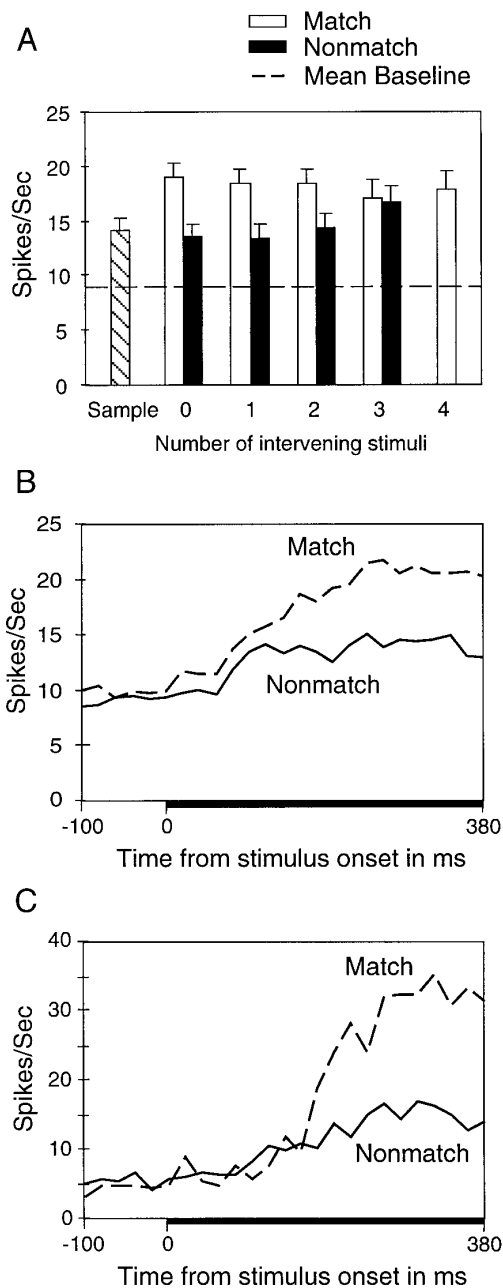 A
Match
Nonmatch
Mean Baseline
25
20
15
10
5
0
Spikes/Sec
Sample 0 1 2 3 4
Number of intervening stimuli
B
25
20
15
10
5
0
Spikes/Sec
Match
Nonmatch
-100 0 380
Time from stimulus onset in ms
C
40
30
20
10
0
Spikes/Sec
Match
Nonmatch
-100 0 380
Time from stimulus onset in ms